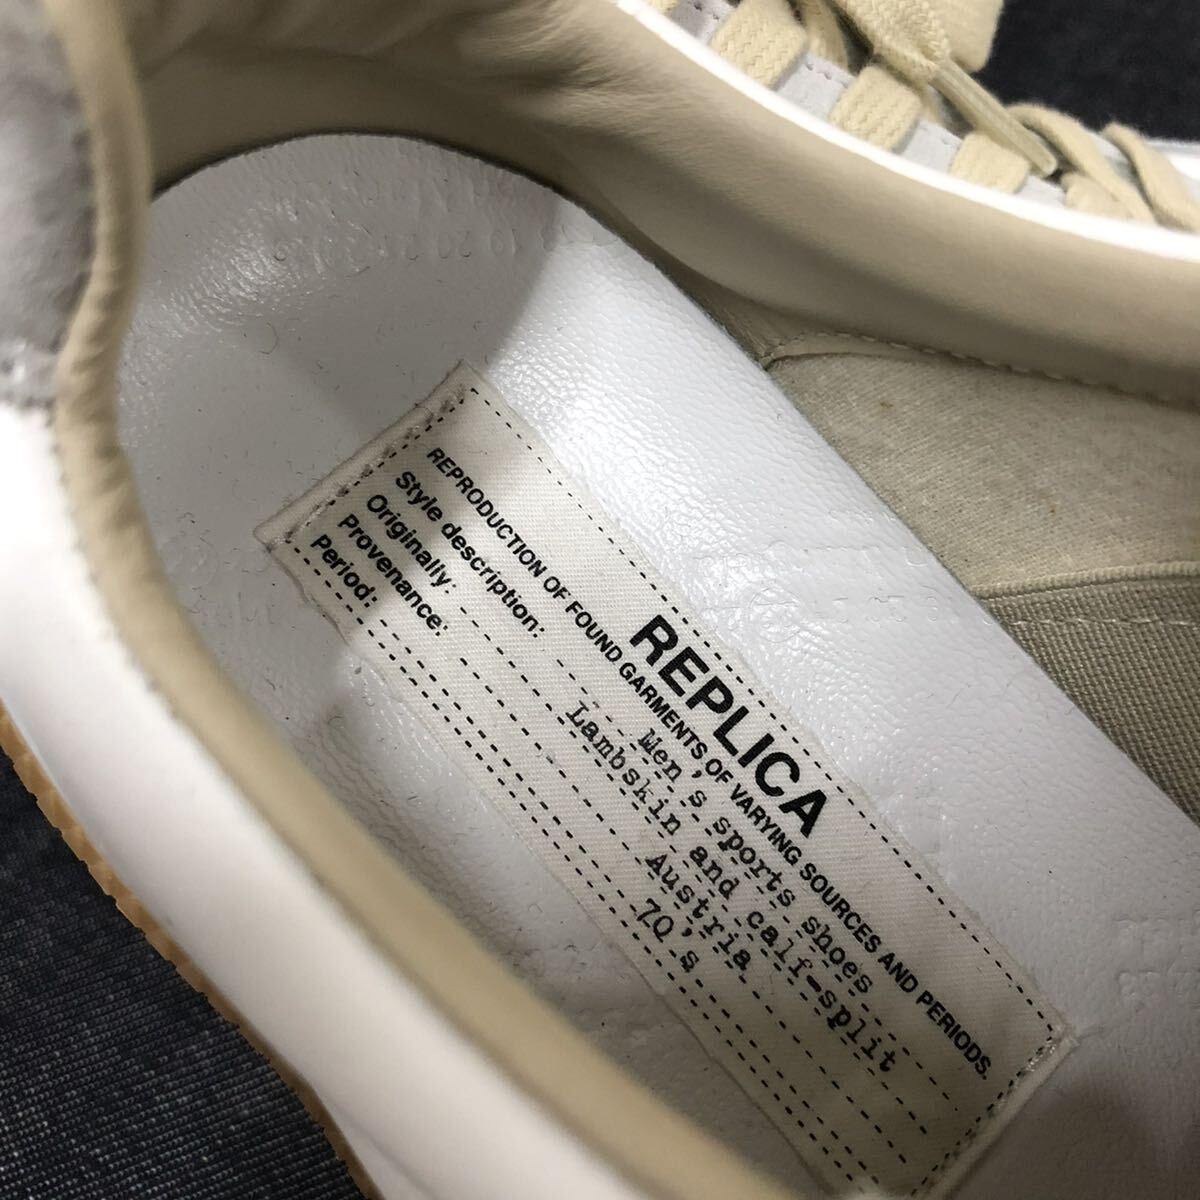 REPLICA
REPRODUCTION OF FOUND GARMENTS OF VARYING SOURCES AND PERIODS.
Style description: Men's sports shoes
Originally: Lambskin and calf-split
Provenance: Austria
Period: 70's